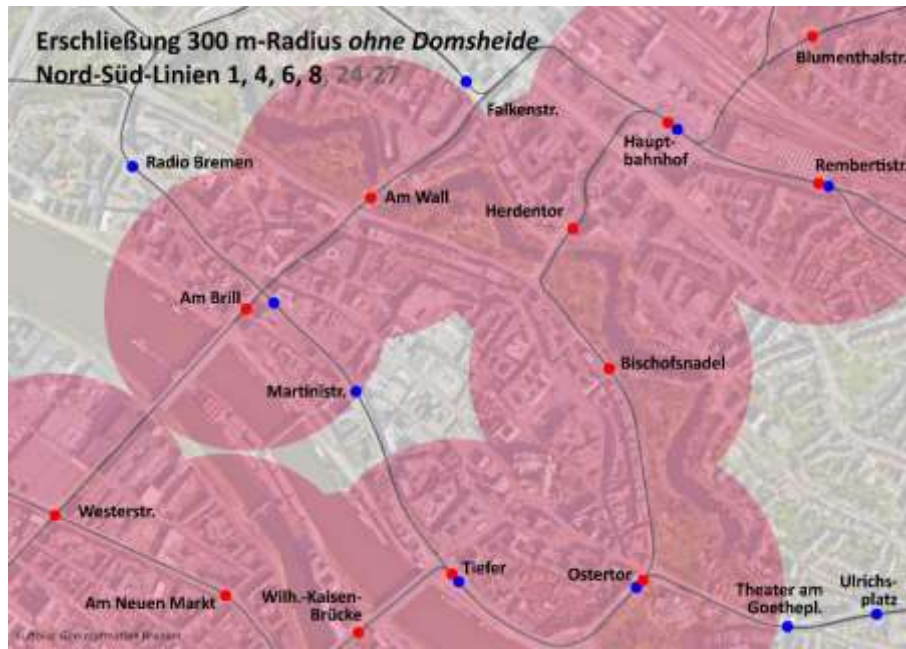 Erschließung 300 m-Radius ohne Domsheide
Nord-Süd-Linien 1, 4, 6, 8, 24-27
Blumenthalstr.
Falkenstr.
Haupt-
bahnhof
Radio Bremen
Rembertistr.
Am Wall
Herdentor
Am Brill
Bischofsnadel
Martinistr.
Westerstr.
Tiefer
Ostertor
Am Neuen Markt
Wilh.-Kaisen-
Brücke
Theater am
Goethepl.
Ulrichs-
platz
Bremen